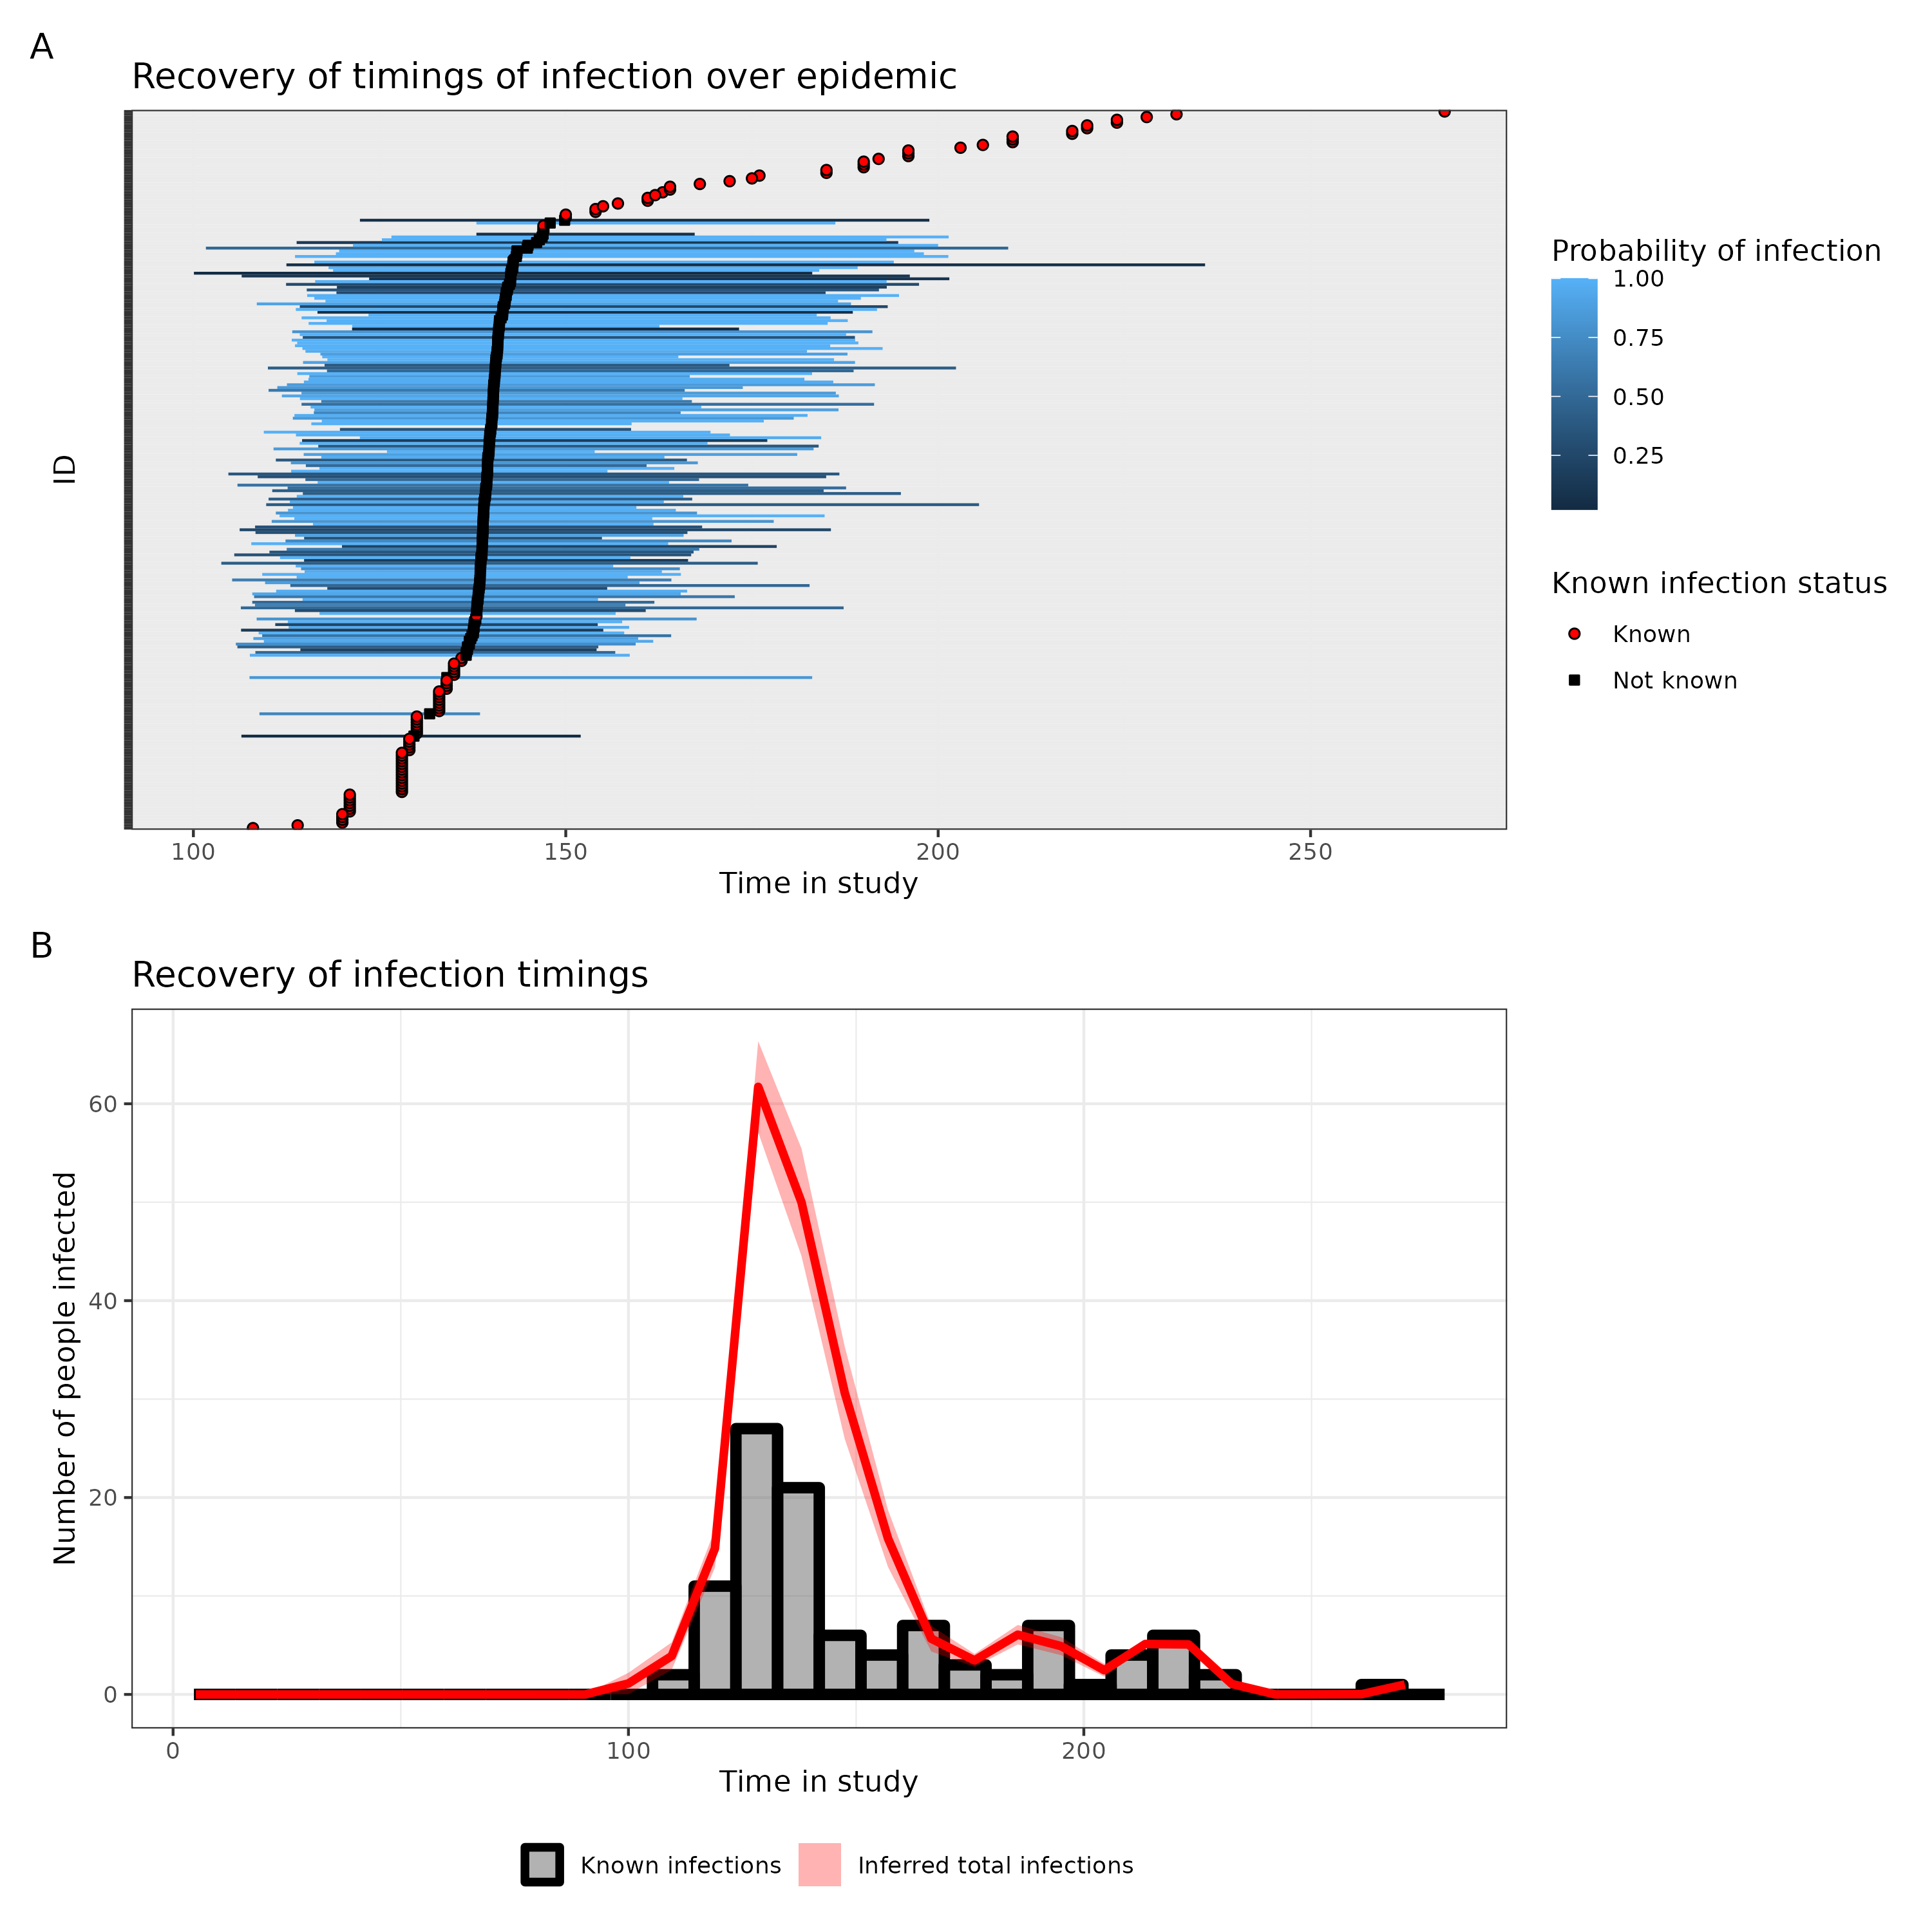 A
Recovery of timings of infection over epidemic
ID
100 150 200 250
Time in study
Probability of infection
1.00
0.75
0.50
0.25
Known infection status
Known
Not known
B
Recovery of infection timings
Number of people infected
60
40
20
0
0 100 200
Time in study
Known infections Inferred total infections